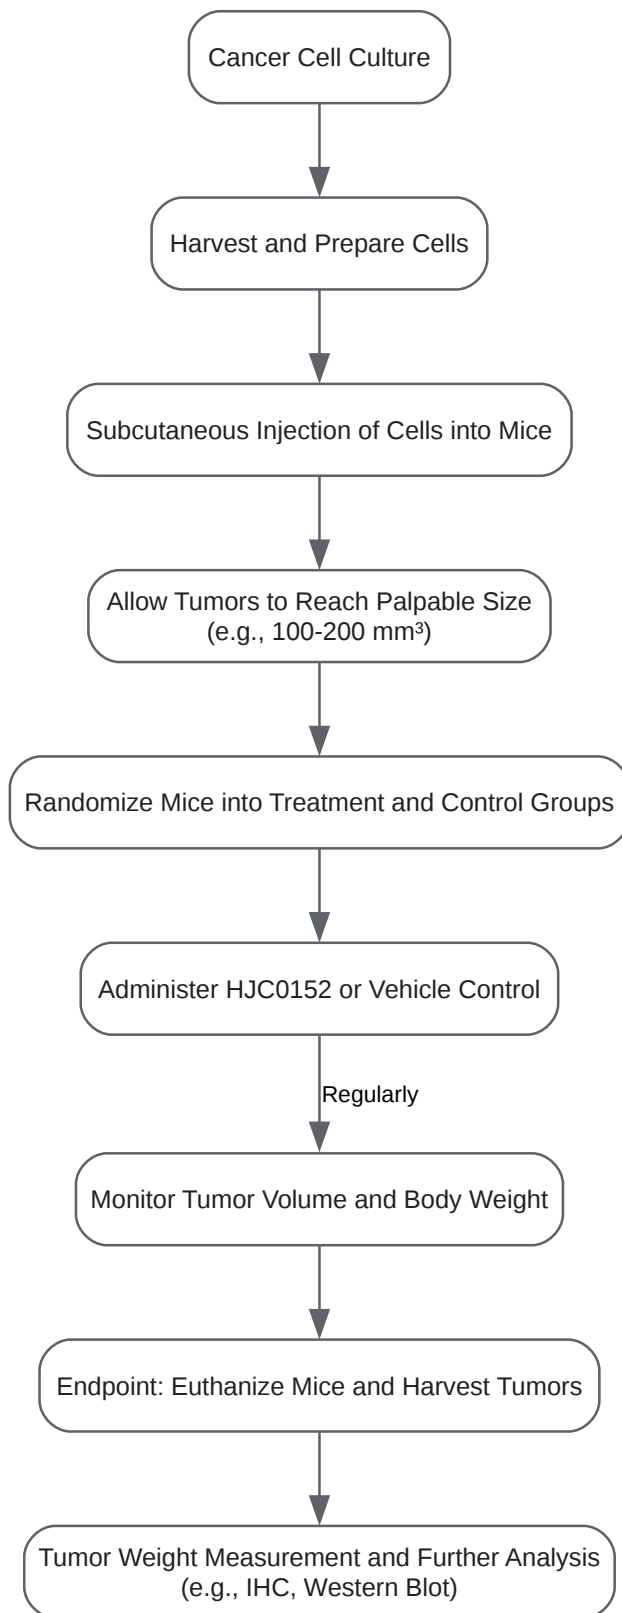 Cancer Cell Culture
Harvest and Prepare Cells
Subcutaneous Injection of Cells into Mice
Allow Tumors to Reach Palpable Size
(e.g., 100-200 mm³)
Randomize Mice into Treatment and Control Groups
Administer HJC0152 or Vehicle Control
Regularly
Monitor Tumor Volume and Body Weight
Endpoint: Euthanize Mice and Harvest Tumors
Tumor Weight Measurement and Further Analysis
(e.g., IHC, Western Blot)